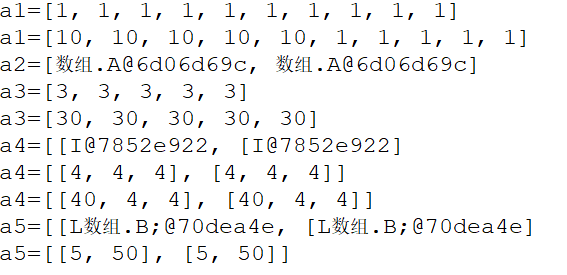 a1=[1, 1, 1, 1, 1, 1, 1, 1, 1, 1]
a1=[10, 10, 10, 10, 10, 1, 1, 1, 1, 1]
a2=[数组.A@6d06d69c, 数组.A@6d06d69c]
a3=[3, 3, 3, 3, 3]
a3=[30, 30, 30, 30, 30]
a4=[[I@7852e922, [I@7852e922]
a4=[[4, 4, 4], [4, 4, 4]]
a4=[[40, 4, 4], [40, 4, 4]]
a5=[[L数组.B;@70dea4e, [L数组.B;@70dea4e]
a5=[[5, 50], [5, 50]]